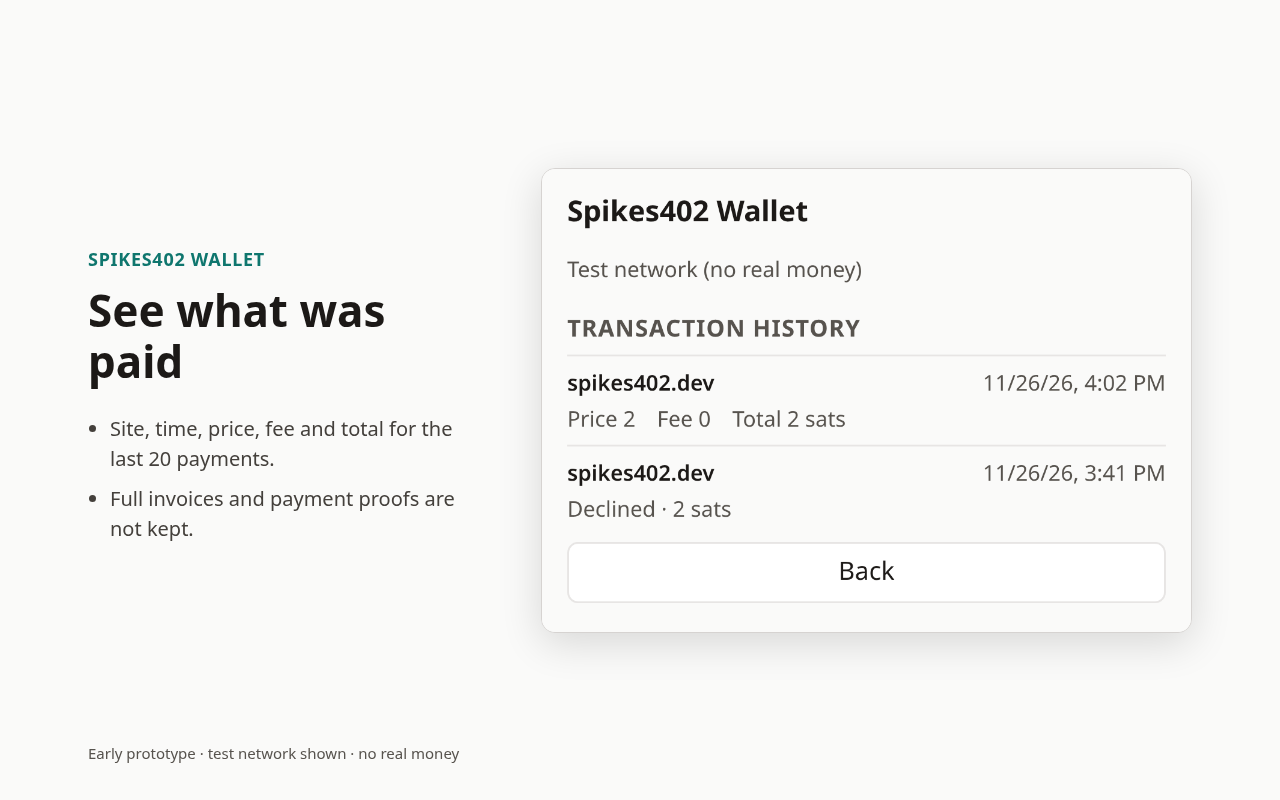 SPIKES402 WALLET
See what was
paid
• Site, time, price, fee and total for the
last 20 payments.
• Full invoices and payment proofs are
not kept.
Spikes402 Wallet
Test network (no real money)
TRANSACTION HISTORY
spikes402.dev 11/26/26, 4:02 PM
Price 2 Fee 0 Total 2 sats
spikes402.dev 11/26/26, 3:41 PM
Declined · 2 sats
Back
Early prototype · test network shown · no real money